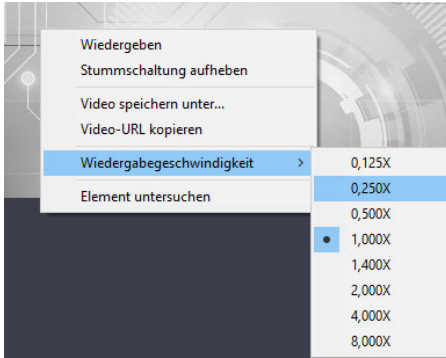 Wiedergeben
Stummschaltung aufheben
Video speichern unter...
Video-URL kopieren
Wiedergabegeschwindigkeit
Element untersuchen
0,125X
0,250X
0,500X
1,000X
1,400X
2,000X
4,000X
8,000X